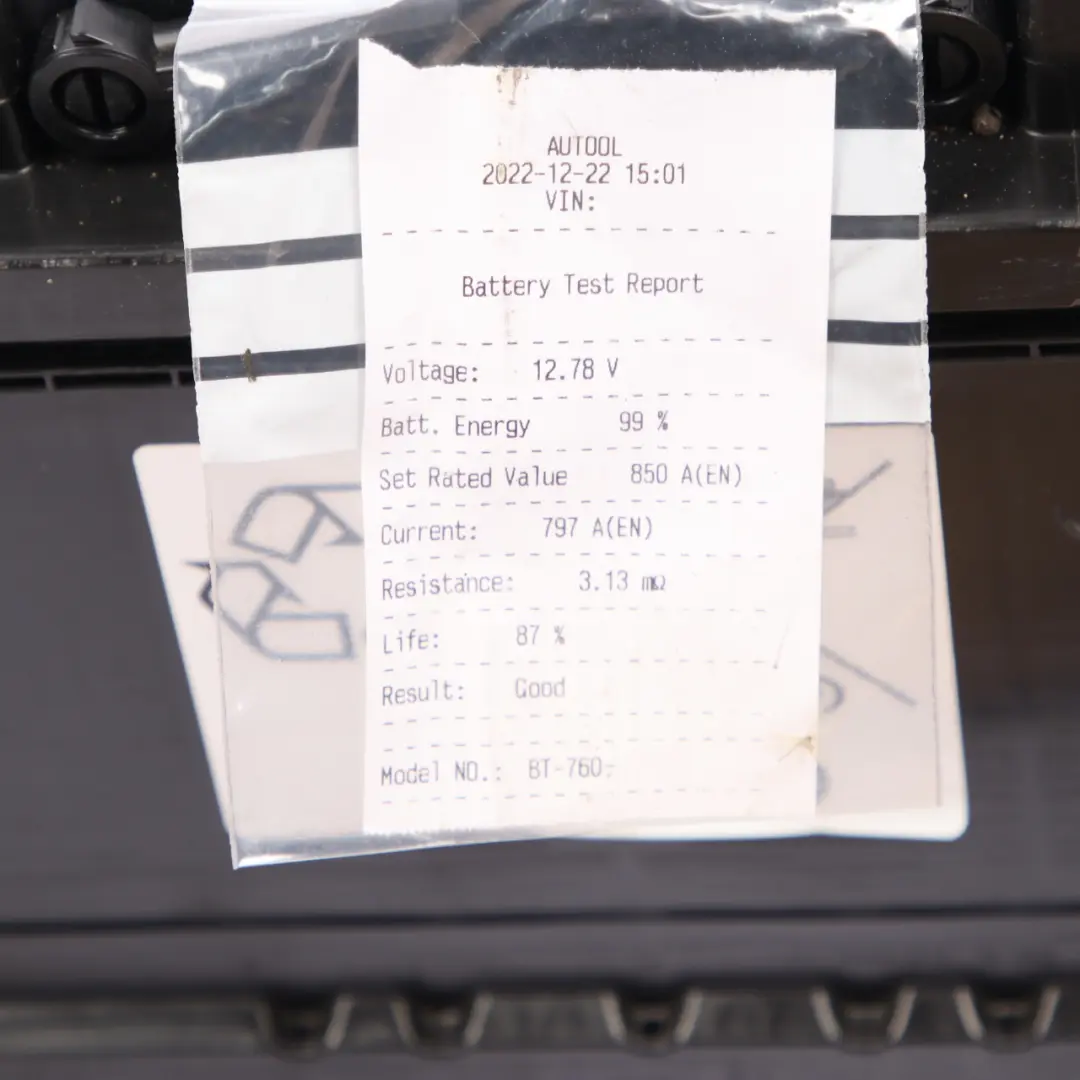 AUTOOL
2022-12-22 15:01
VIN:
Battery Test Report
Voltage: 12.78 V
Batt. Energy 99 %
Set Rated Value 850 A(EN)
Current: 797 A(EN)
Resistance: 3.13 mΩ
Life: 87 %
Result: Good
Model NO.: BT-760